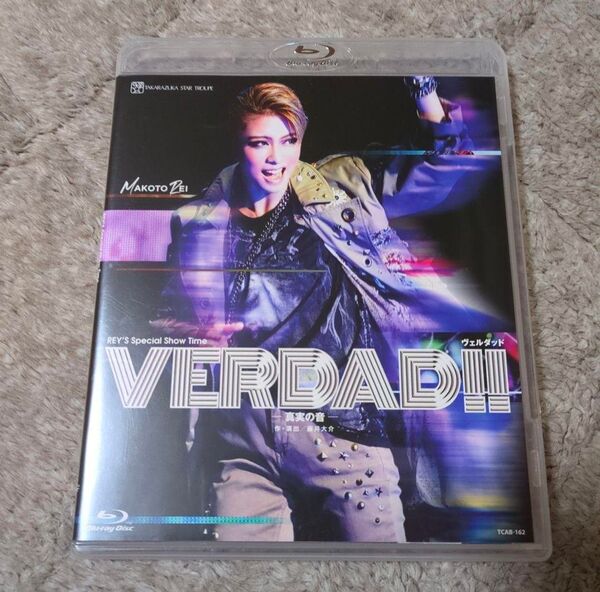 Blu-ray Disc
TAKARAZUKA STAR TROUPE
MAKOTO REI
REY'S Special Show Time
ヴェルダッド
VERDAD!!
— 真実の音 —
作・演出／藤井大介
Blu-ray Disc
TCAB-162